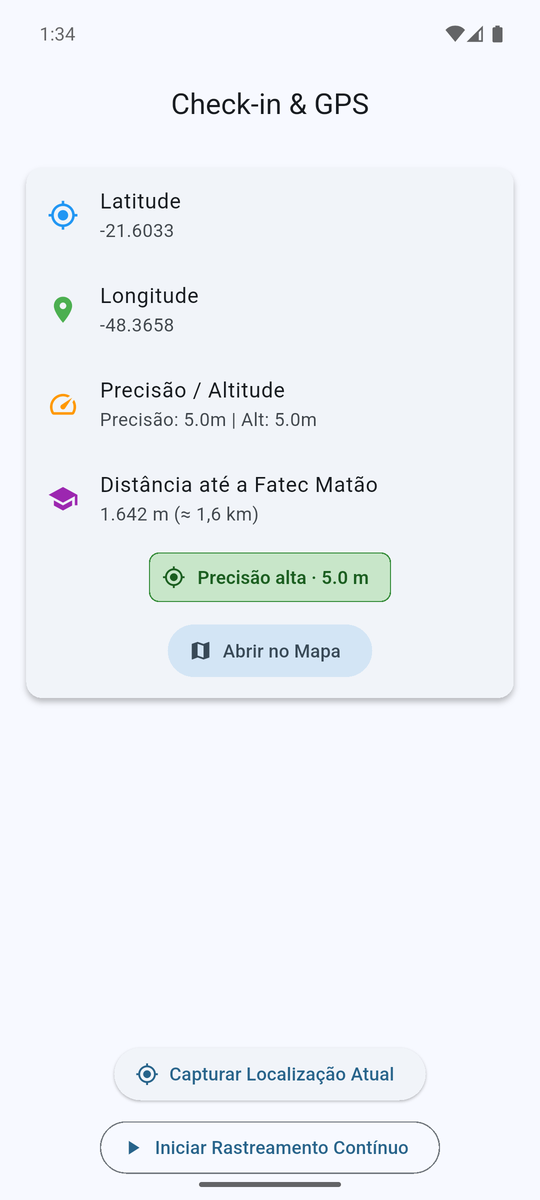 1:34
Check-in & GPS
Latitude
-21.6033
Longitude
-48.3658
Precisão / Altitude
Precisão: 5.0m | Alt: 5.0m
Distância até a Fatec Matão
1.642 m (≈ 1,6 km)
Precisão alta · 5.0 m
Abrir no Mapa
Capturar Localização Atual
Iniciar Rastreamento Contínuo